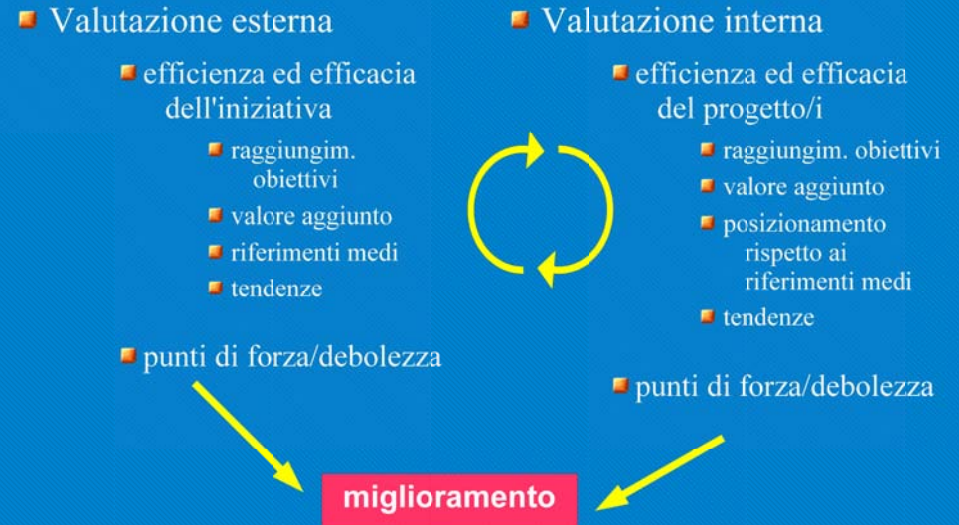 Valutazione esterna
efficienza ed efficacia
dell'iniziativa
raggiungim.
obiettivi
valore aggiunto
riferimenti medi
tendenze
punti di forza/debolezza
Valutazione interna
efficienza ed efficacia
del progetto/i
raggiungim. obiettivi
valore aggiunto
posizionamento
rispetto ai
riferimenti medi
tendenze
punti di forza/debolezza
miglioramento